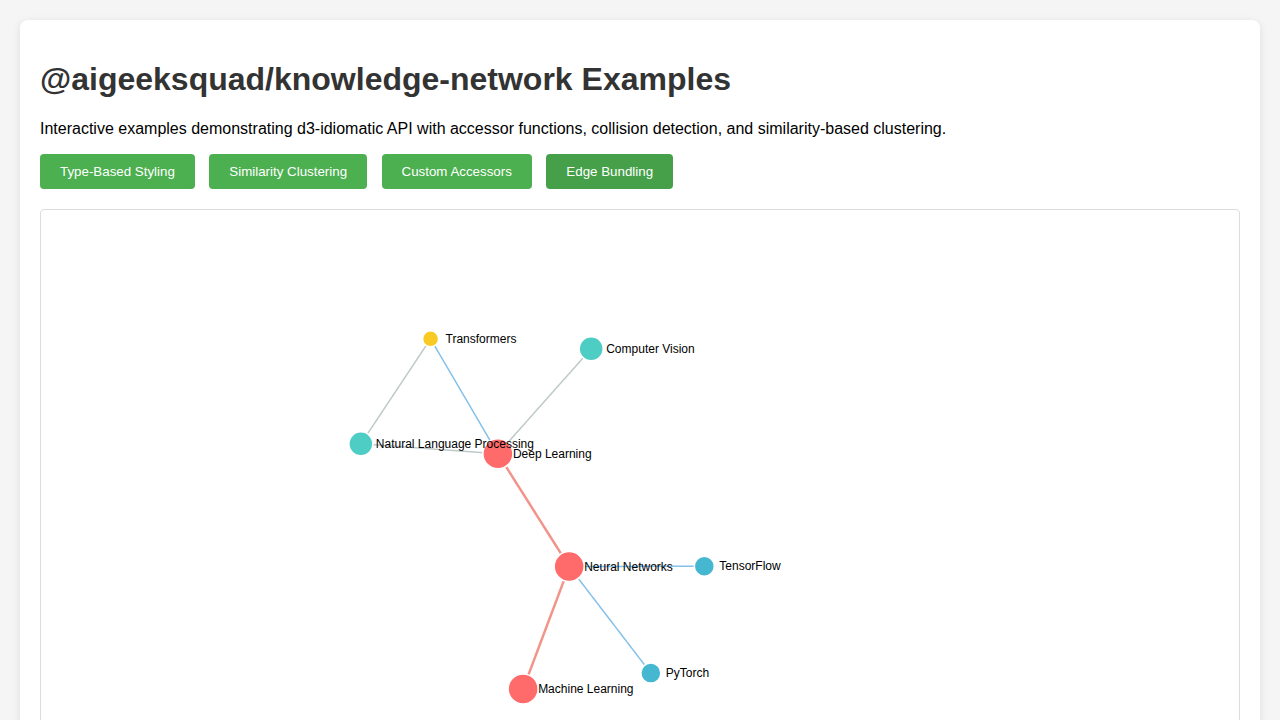 @aigeeksquad/knowledge-network Examples
Interactive examples demonstrating d3-idiomatic API with accessor functions, collision detection, and similarity-based clustering.
Type-Based Styling
Similarity Clustering
Custom Accessors
Edge Bundling
Transformers
Computer Vision
Natural Language Processing
Deep Learning
Neural Networks
TensorFlow
PyTorch
Machine Learning